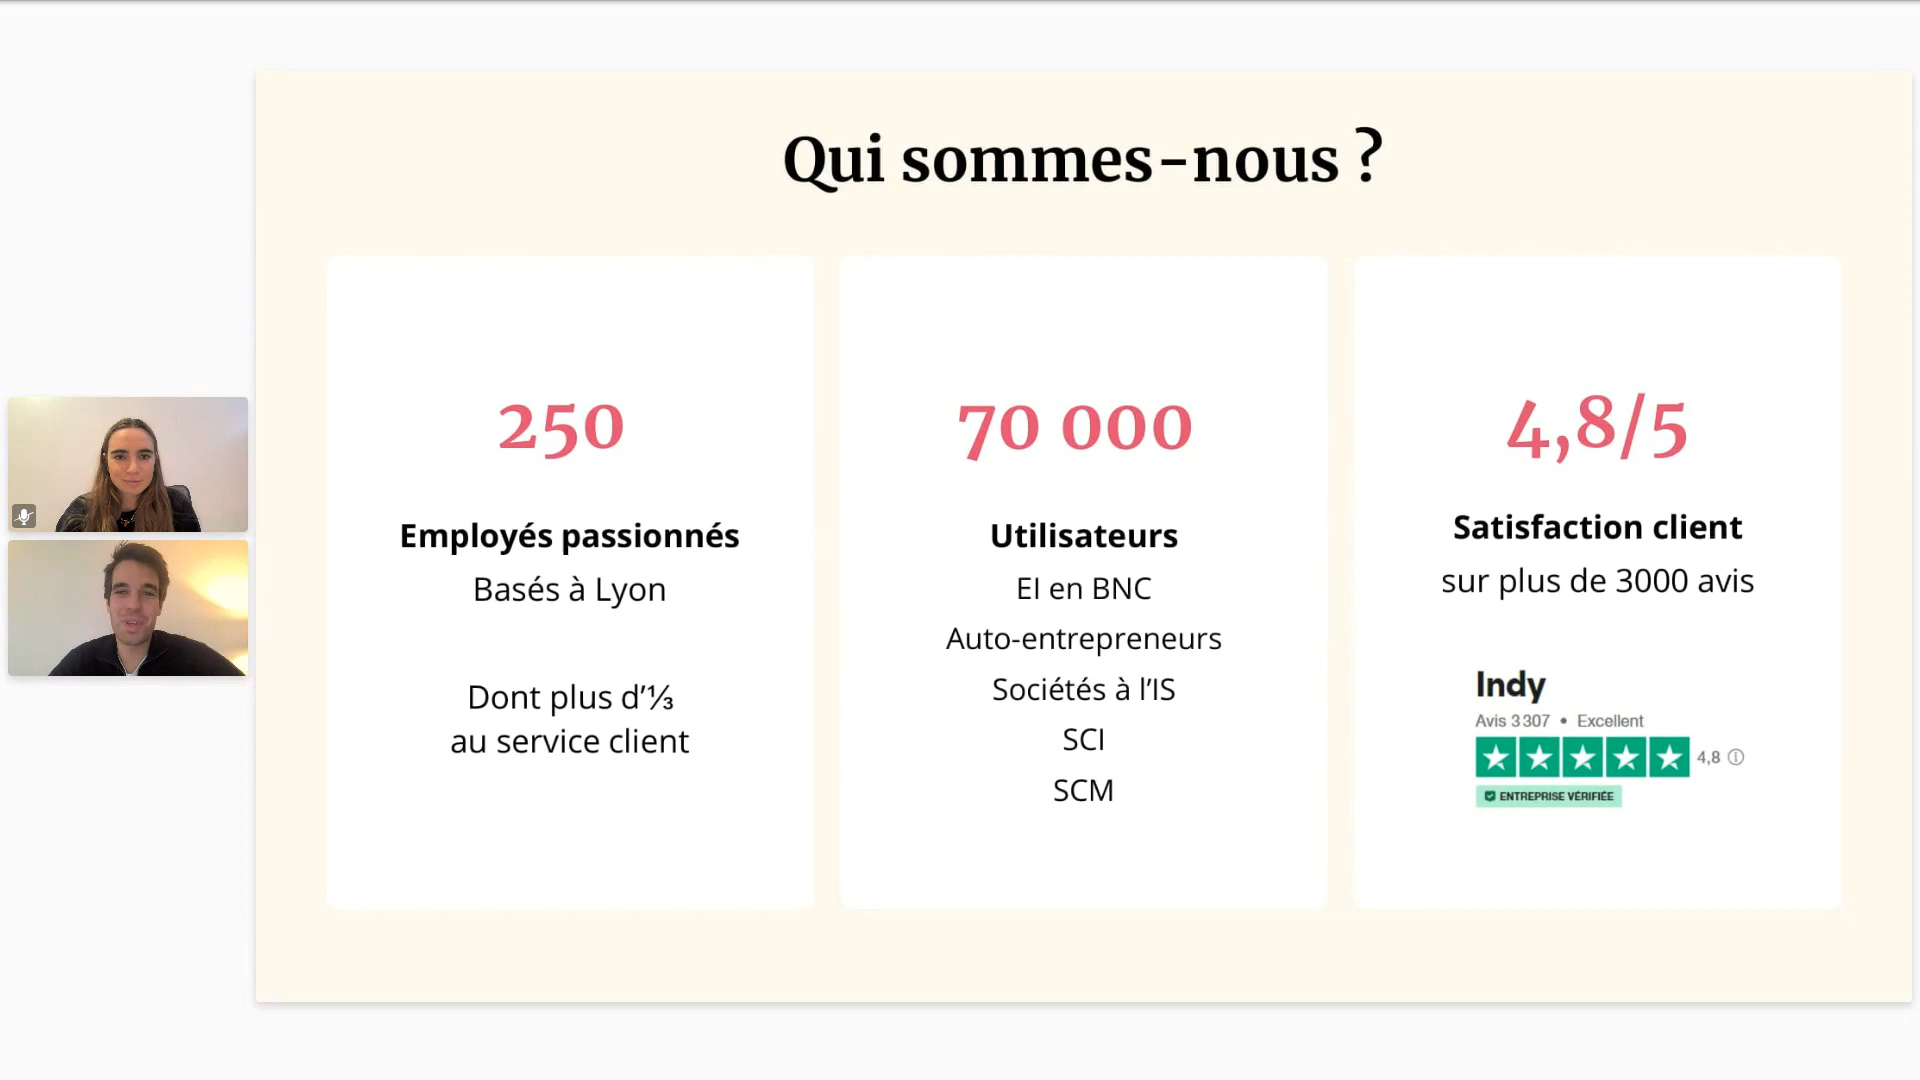 Qui sommes-nous ?
250
Employés passionnés
Basés à Lyon
Dont plus d'⅓
au service client
70 000
Utilisateurs
EI en BNC
Auto-entrepreneurs
Sociétés à l'IS
SCI
SCM
4,8/5
Satisfaction client
sur plus de 3000 avis
Indy
Avis 3 307 • Excellent
4,8
ENTREPRISE VÉRIFIÉE